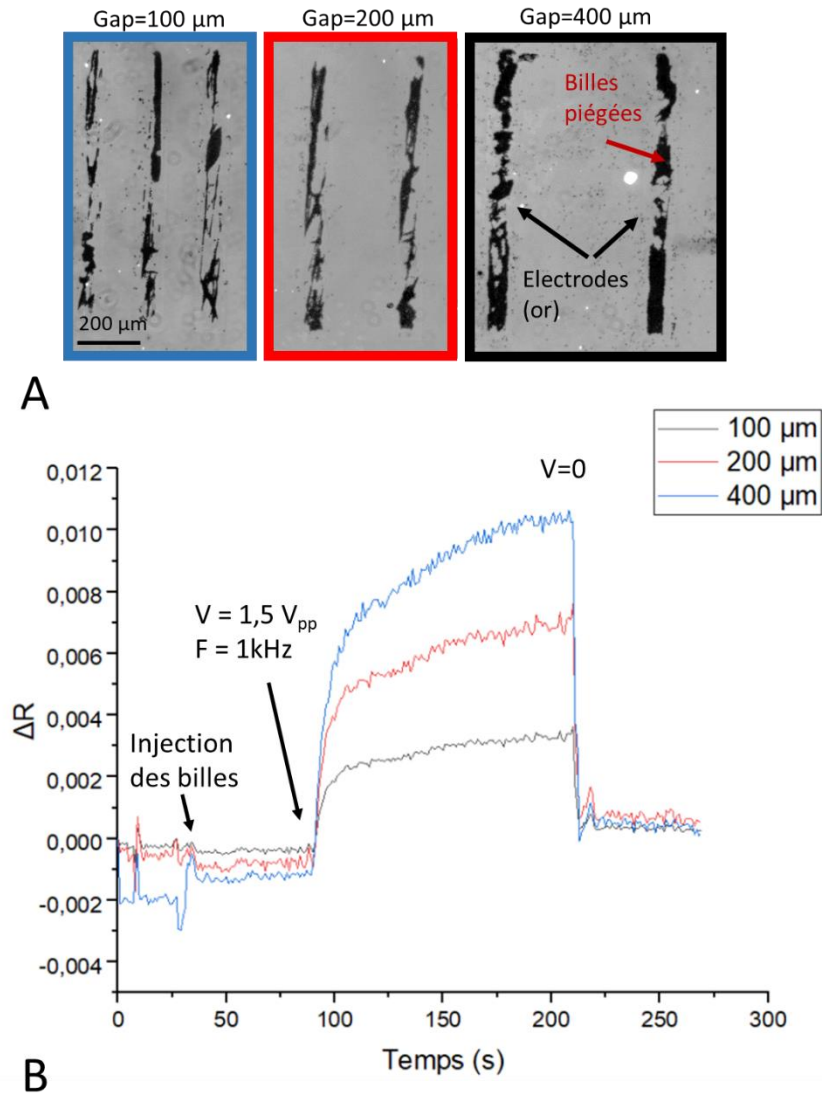 Gap=100 µm
Gap=200 µm
Gap=400 µm
Billes
piégées
Electrodes
(or)
200 µm
A
100 µm
200 µm
400 µm
V=0
V = 1,5 Vpp
F = 1kHz
Injection
des billes
ΔR
0,012
0,010
0,008
0,006
0,004
0,002
0,000
-0,002
-0,004
0
50
100
150
200
250
300
Temps (s)
B